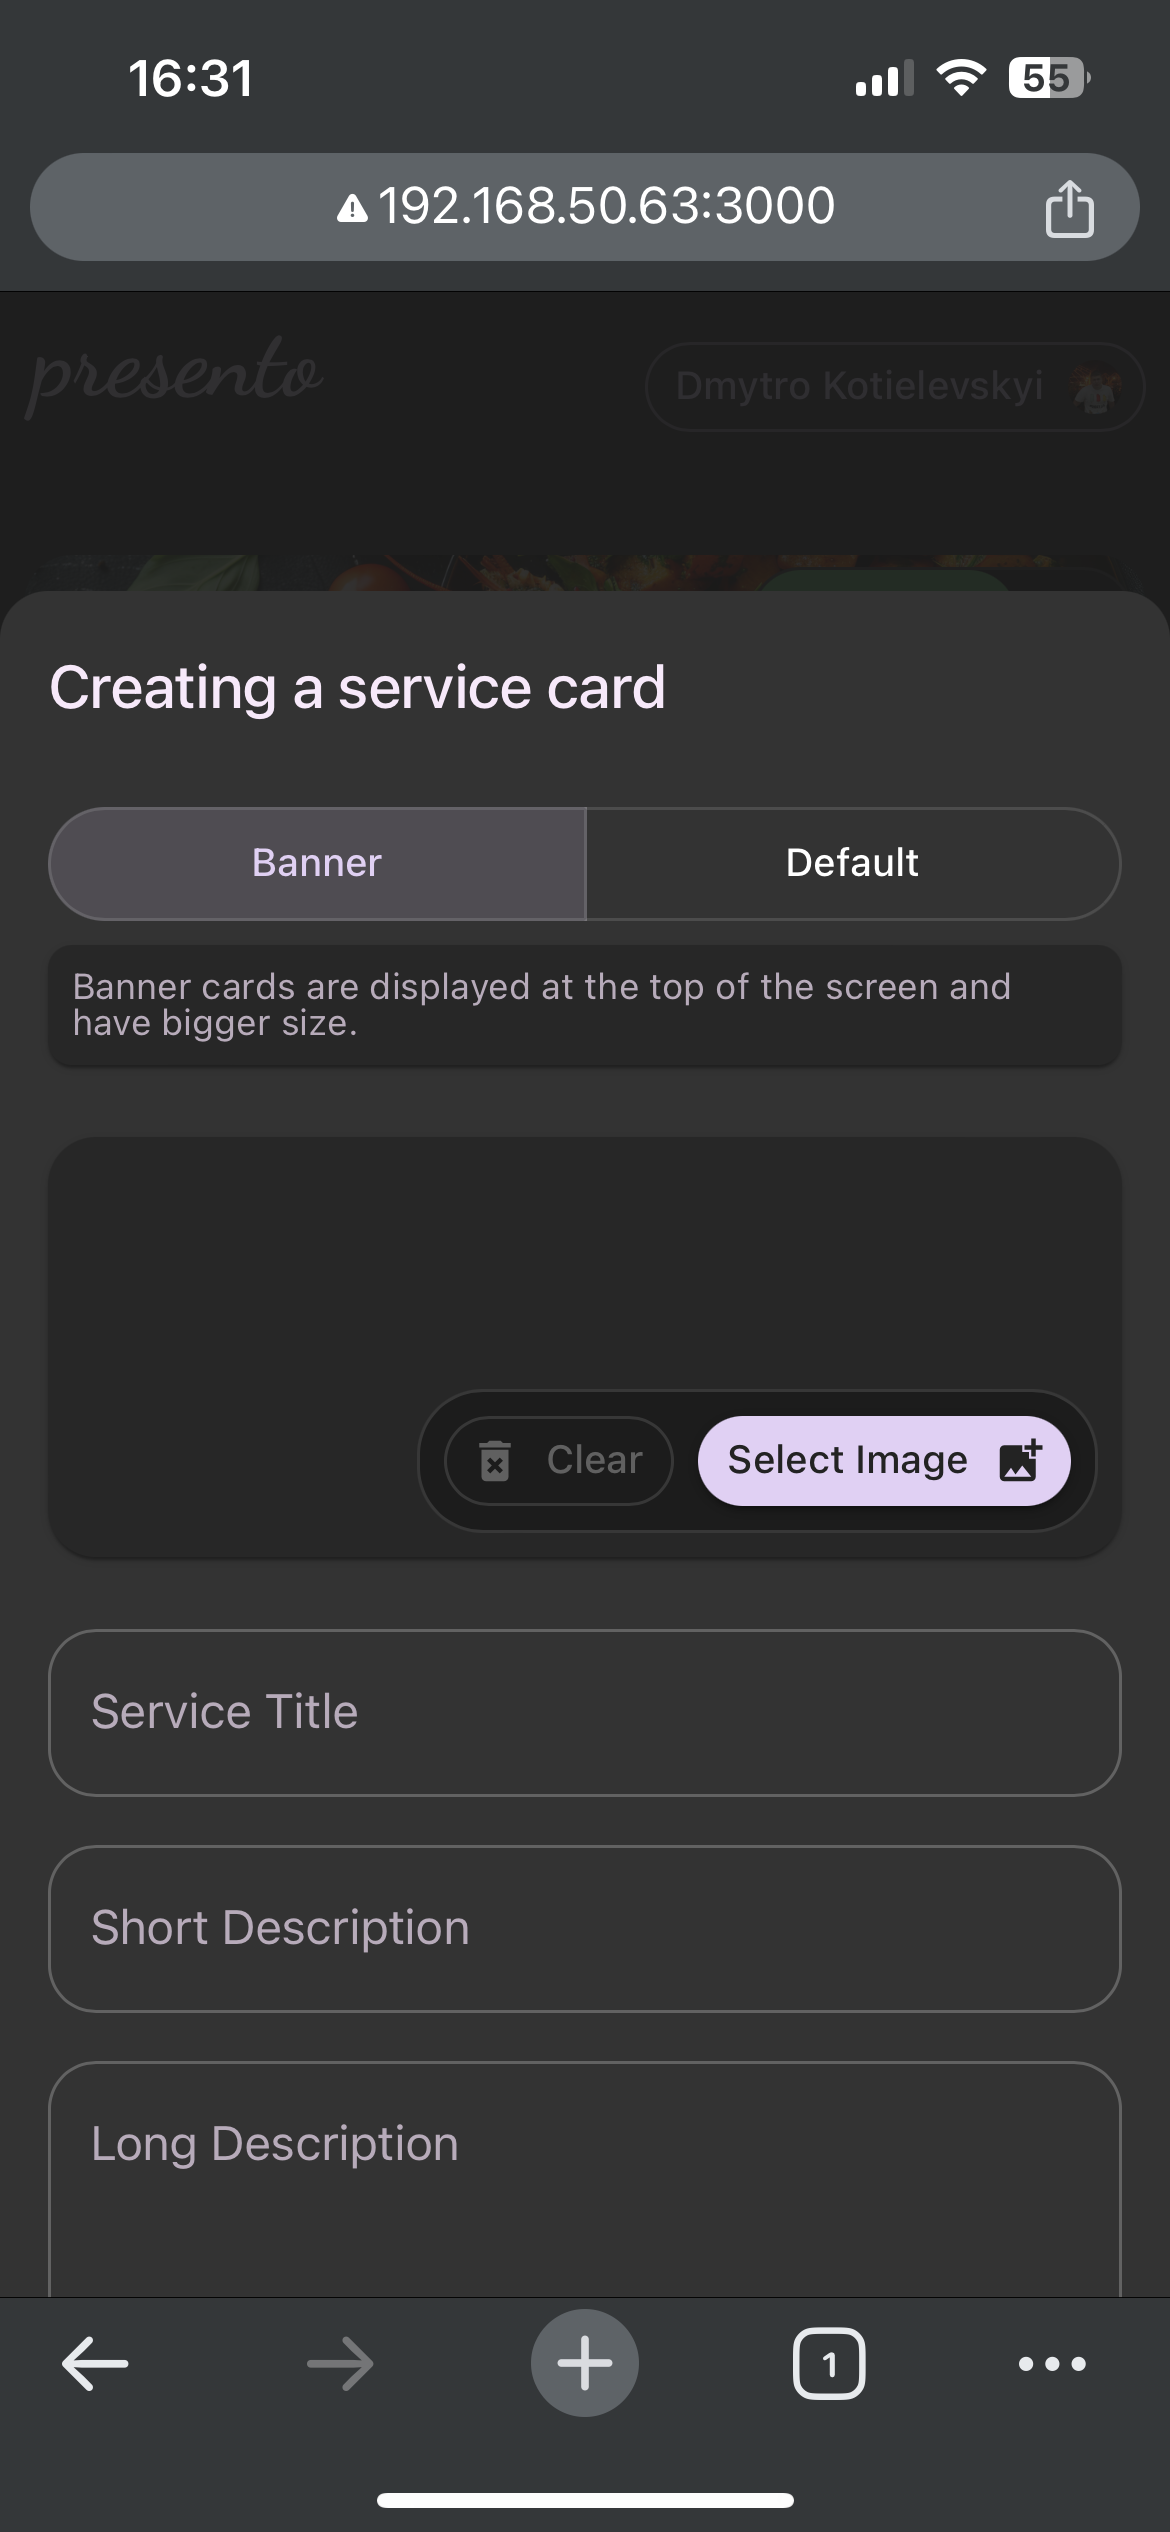 16:31
55
192.168.50.63:3000
presento
Dmytro Kotielevskyi
Creating a service card
Banner
Default
Banner cards are displayed at the top of the screen and
have bigger size.
Clear
Select Image
Service Title
Short Description
Long Description
1